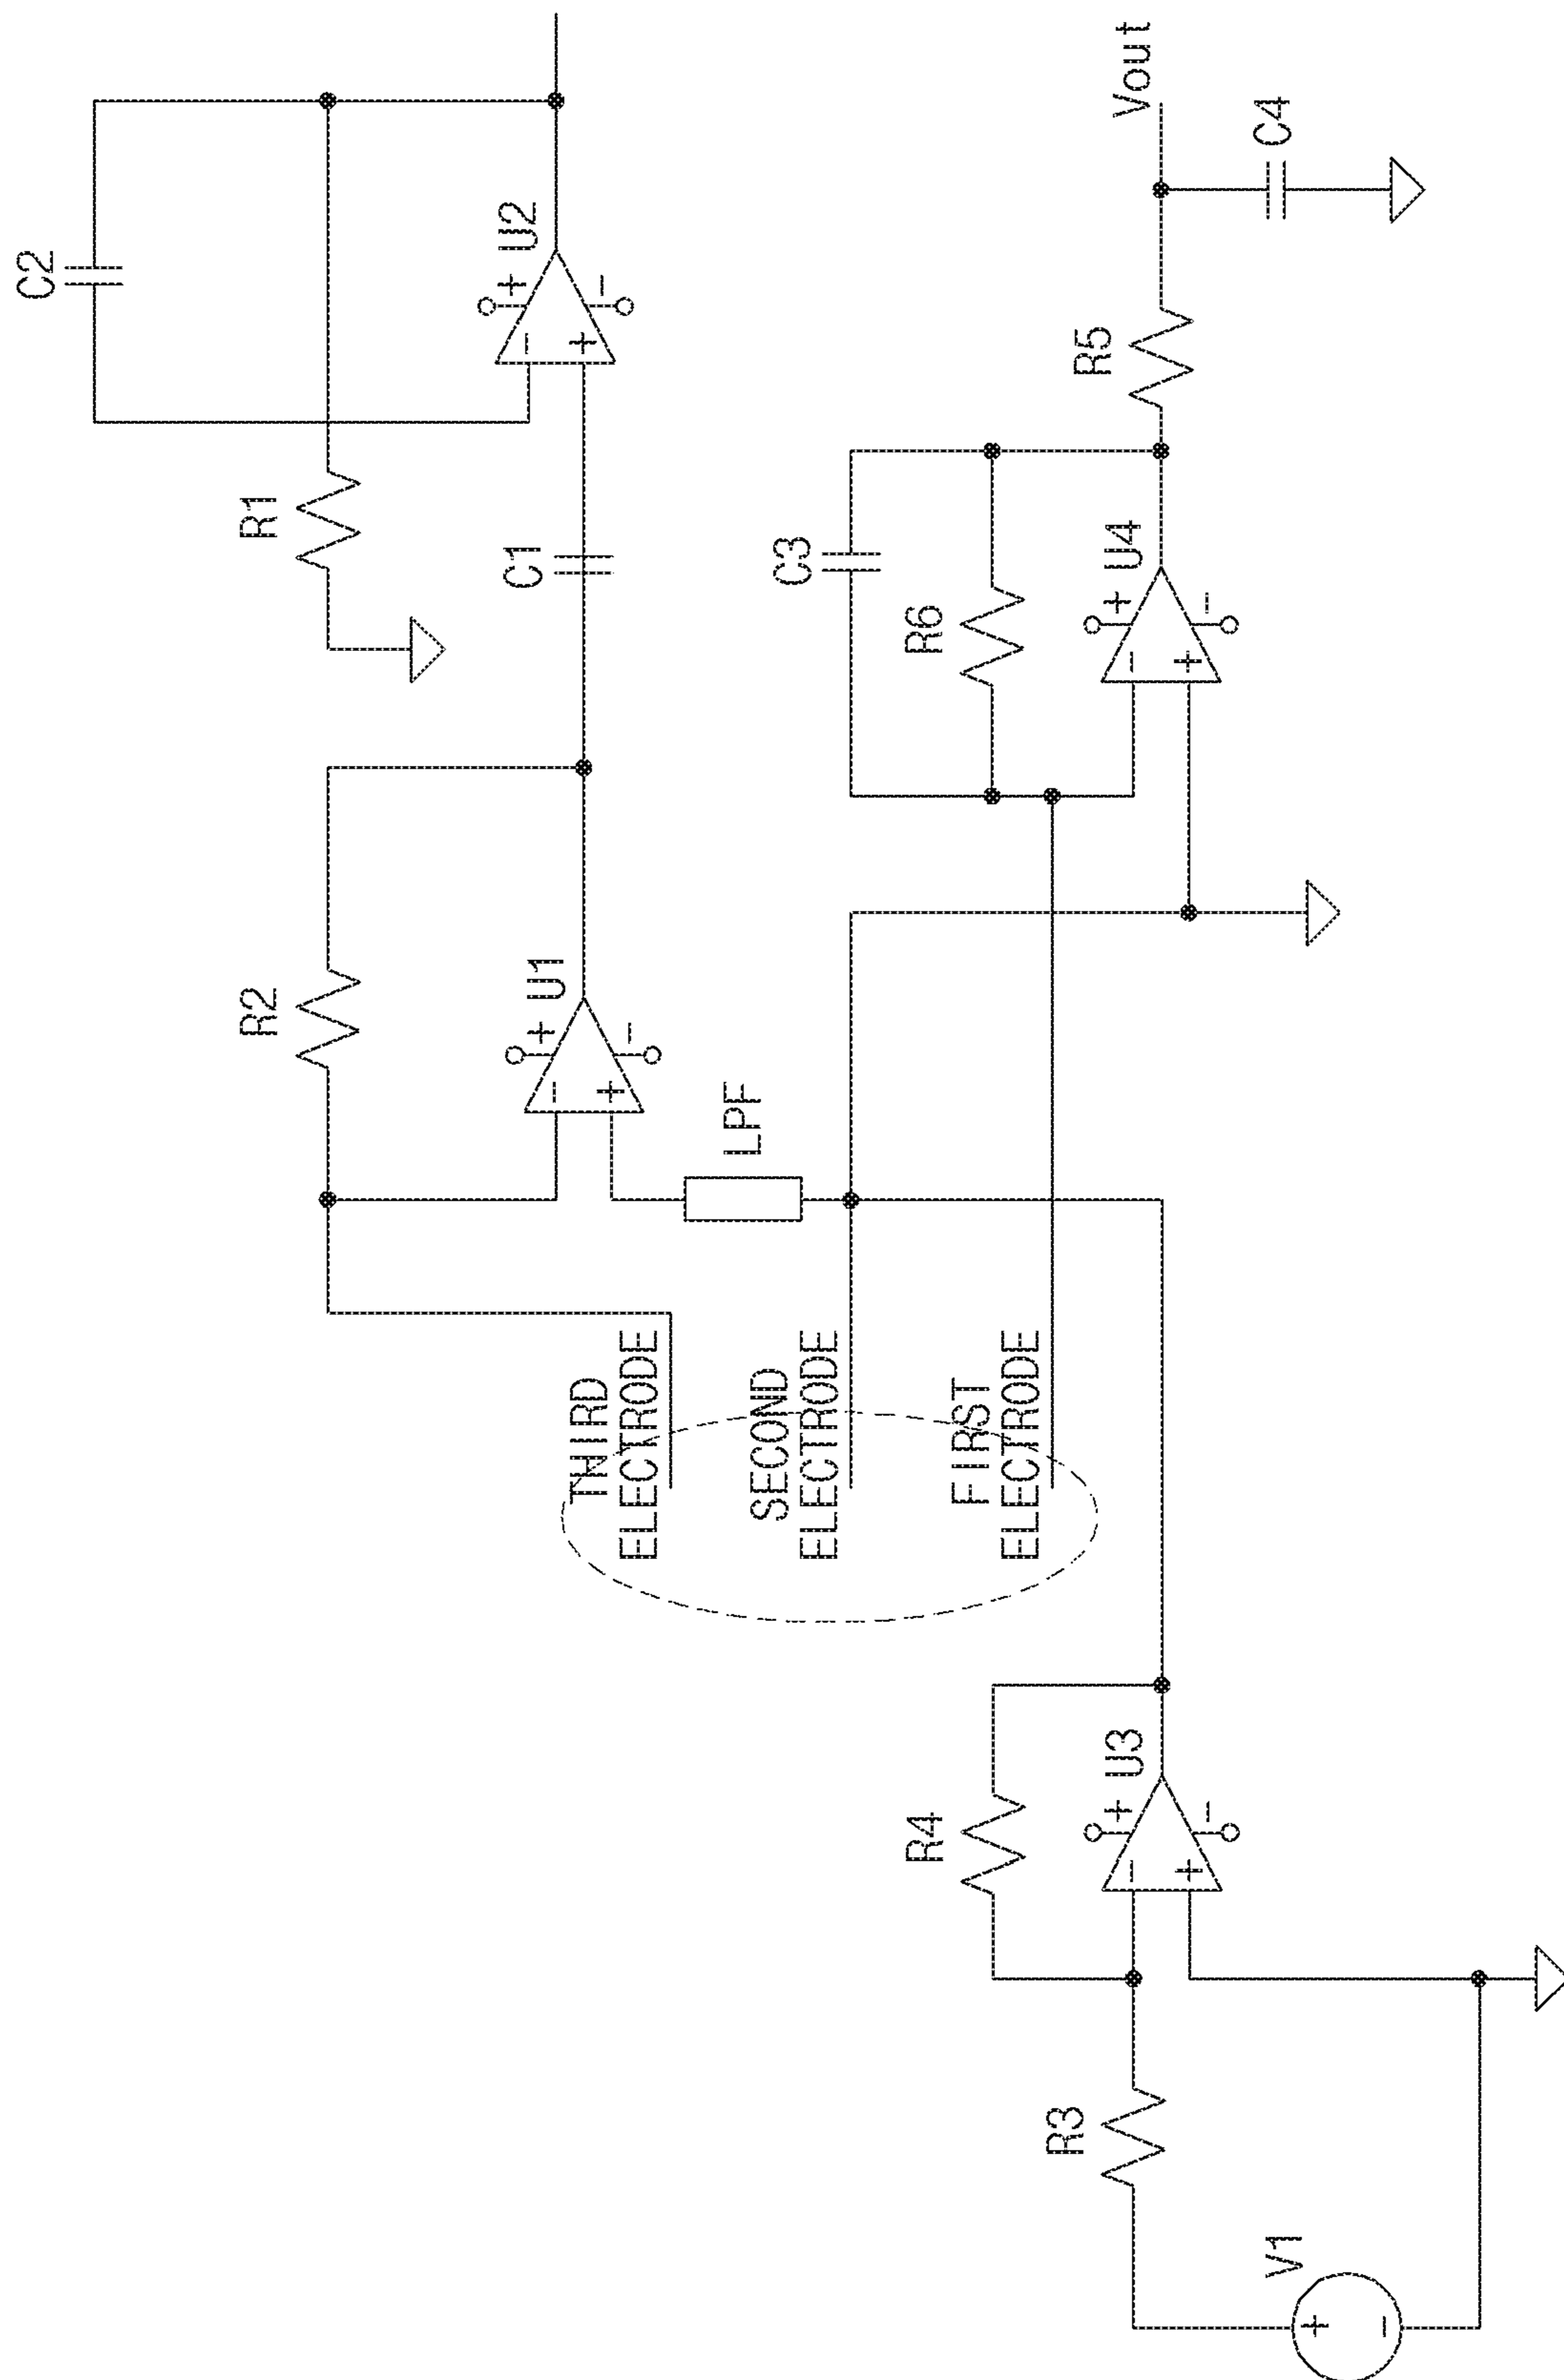 C2
R1
U2
+
-
-
+
C1
R2
U1
+
-
-
+
LPF
THIRD
ELECTRODE
SECOND
ELECTRODE
FIRST
ELECTRODE
C3
R6
U4
+
-
-
+
R5
Vout
C4
R4
U3
+
-
-
+
R3
V1
+
-